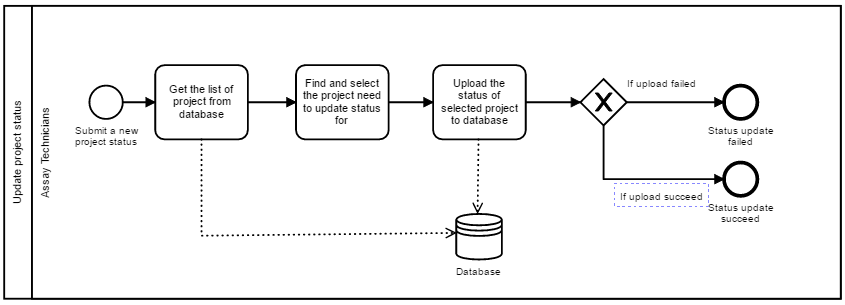 Update project status
Assay Technicians
Submit a new
project status
Get the list of
project from
database
Find and select
the project need
to update status
for
Upload the
status of
selected project
to database
If upload failed
Status update
failed
If upload succeed
Status update
succeed
Database